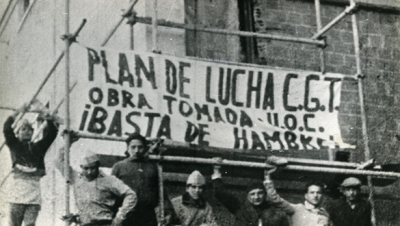 PLAN DE LUCHA C.G.T.
OBRA TOMADA - U.O.C.
¡BASTA DE HAMBRE!